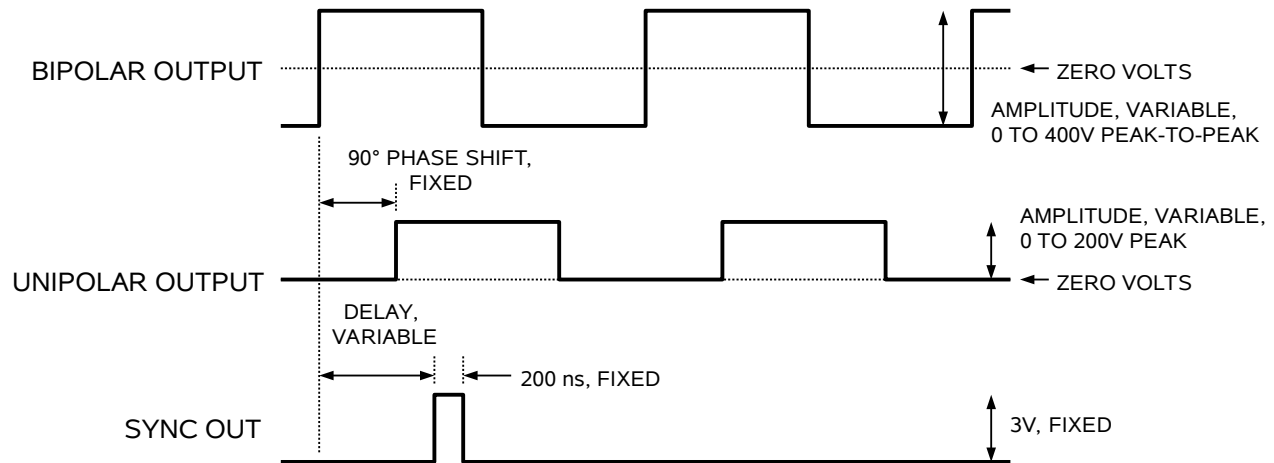 BIPOLAR OUTPUT
ZERO VOLTS
AMPLITUDE, VARIABLE,
0 TO 400V PEAK-TO-PEAK
90° PHASE SHIFT,
FIXED
AMPLITUDE, VARIABLE,
0 TO 200V PEAK
UNIPOLAR OUTPUT
ZERO VOLTS
DELAY,
VARIABLE
200 ns, FIXED
SYNC OUT
3V, FIXED